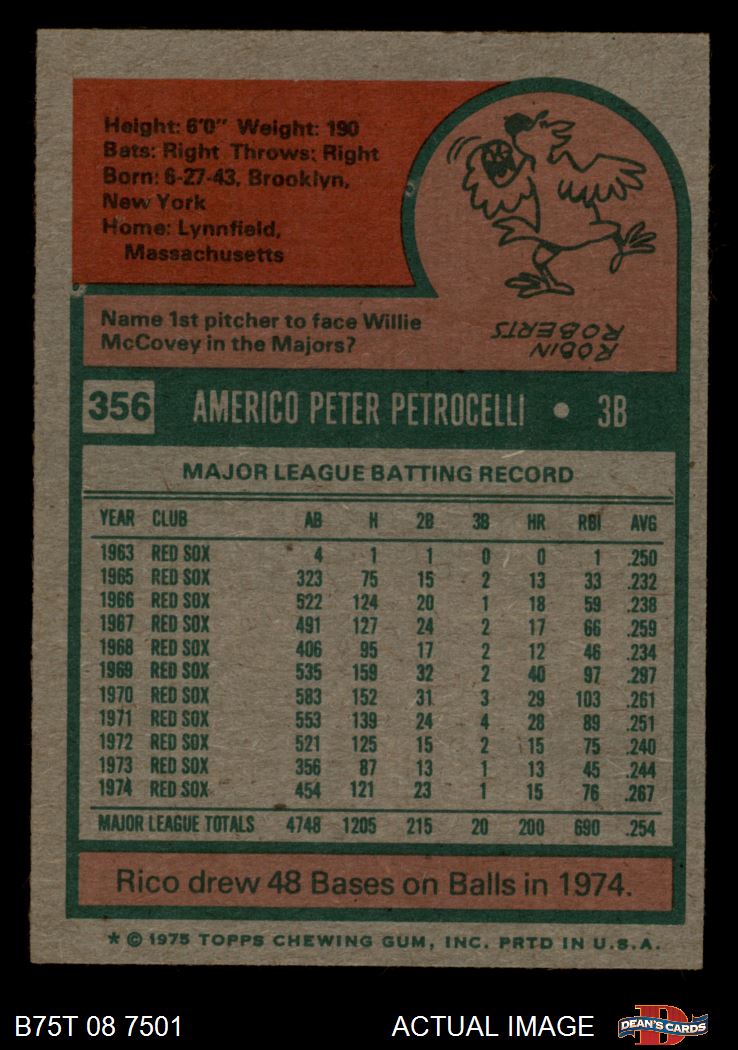 Height: 6'0" Weight: 190
Bats: Right Throws: Right
Born: 6-27-43, Brooklyn,
New York
Home: Lynnfield,
Massachusetts
Name 1st pitcher to face Willie
McCovey in the Majors?
ROBIN
ROBERTS
356 AMERICO PETER PETROCELLI • 3B
MAJOR LEAGUE BATTING RECORD
YEAR CLUB AB H 2B 3B HR RBI AVG
1963 RED SOX 4 1 1 0 0 1 .250
1965 RED SOX 323 75 15 2 13 33 .232
1966 RED SOX 522 124 20 1 18 59 .238
1967 RED SOX 491 127 24 2 17 66 .259
1968 RED SOX 406 95 17 2 12 46 .234
1969 RED SOX 535 159 32 2 40 97 .297
1970 RED SOX 583 152 31 3 29 103 .261
1971 RED SOX 553 139 24 4 28 89 .251
1972 RED SOX 521 125 15 2 15 75 .240
1973 RED SOX 356 87 13 1 13 45 .244
1974 RED SOX 454 121 23 1 15 76 .267
MAJOR LEAGUE TOTALS 4748 1205 215 20 200 690 .254
Rico drew 48 Bases on Balls in 1974.
* © 1975 TOPPS CHEWING GUM, INC. PRTD IN U.S.A.
B75T 08 7501 ACTUAL IMAGE
D
DEAN'S CARDS